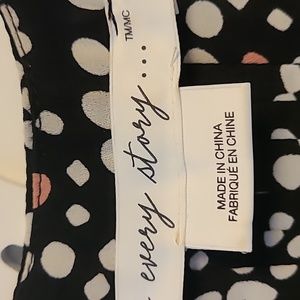 every story...
TM/MC
MADE IN CHINA
FABRIQUÉ EN CHINE